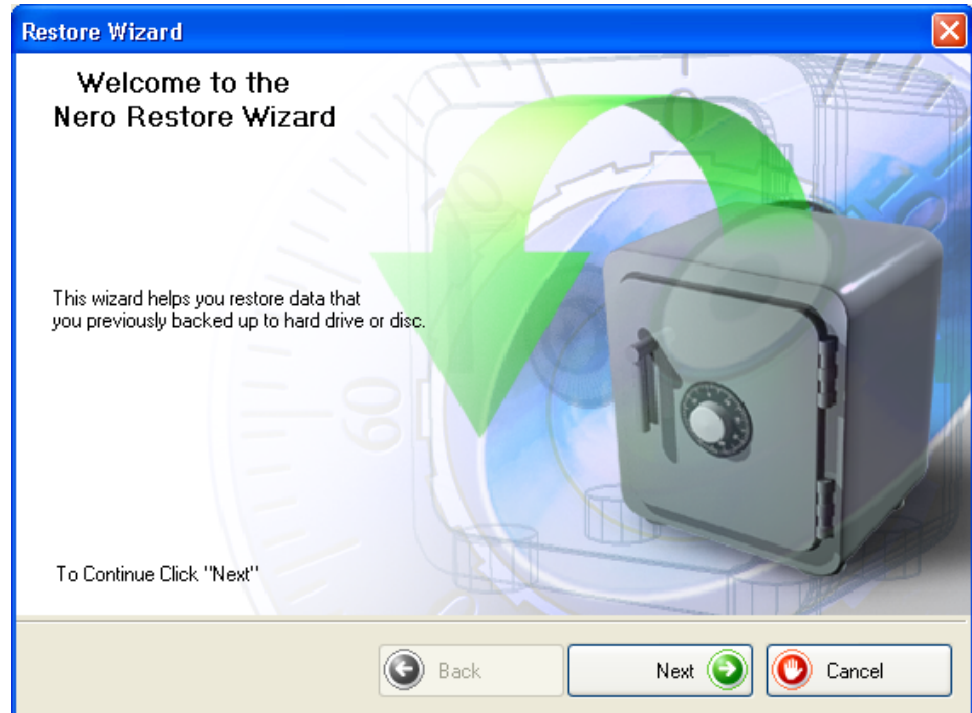 Restore Wizard
Welcome to the
Nero Restore Wizard
This wizard helps you restore data that
you previously backed up to hard drive or disc.
To Continue Click "Next"
Back
Next
Cancel